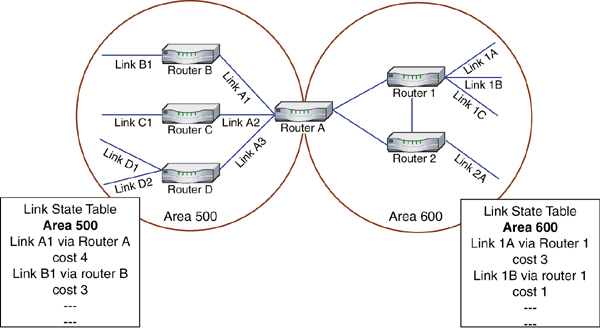 Link B1
Router B
Link A1
Link C1
Router C
Link A2
Router A
Link A3
Link D1
Link D2
Router D
Router 1
Link 1A
Link 1B
Link 1C
Router 2
Link 2A
Area 500
Area 600
Link State Table
Area 500
Link A1 via Router A
cost 4
Link B1 via router B
cost 3
---
---
Link State Table
Area 600
Link 1A via Router 1
cost 3
Link 1B via router 1
cost 1
---
---